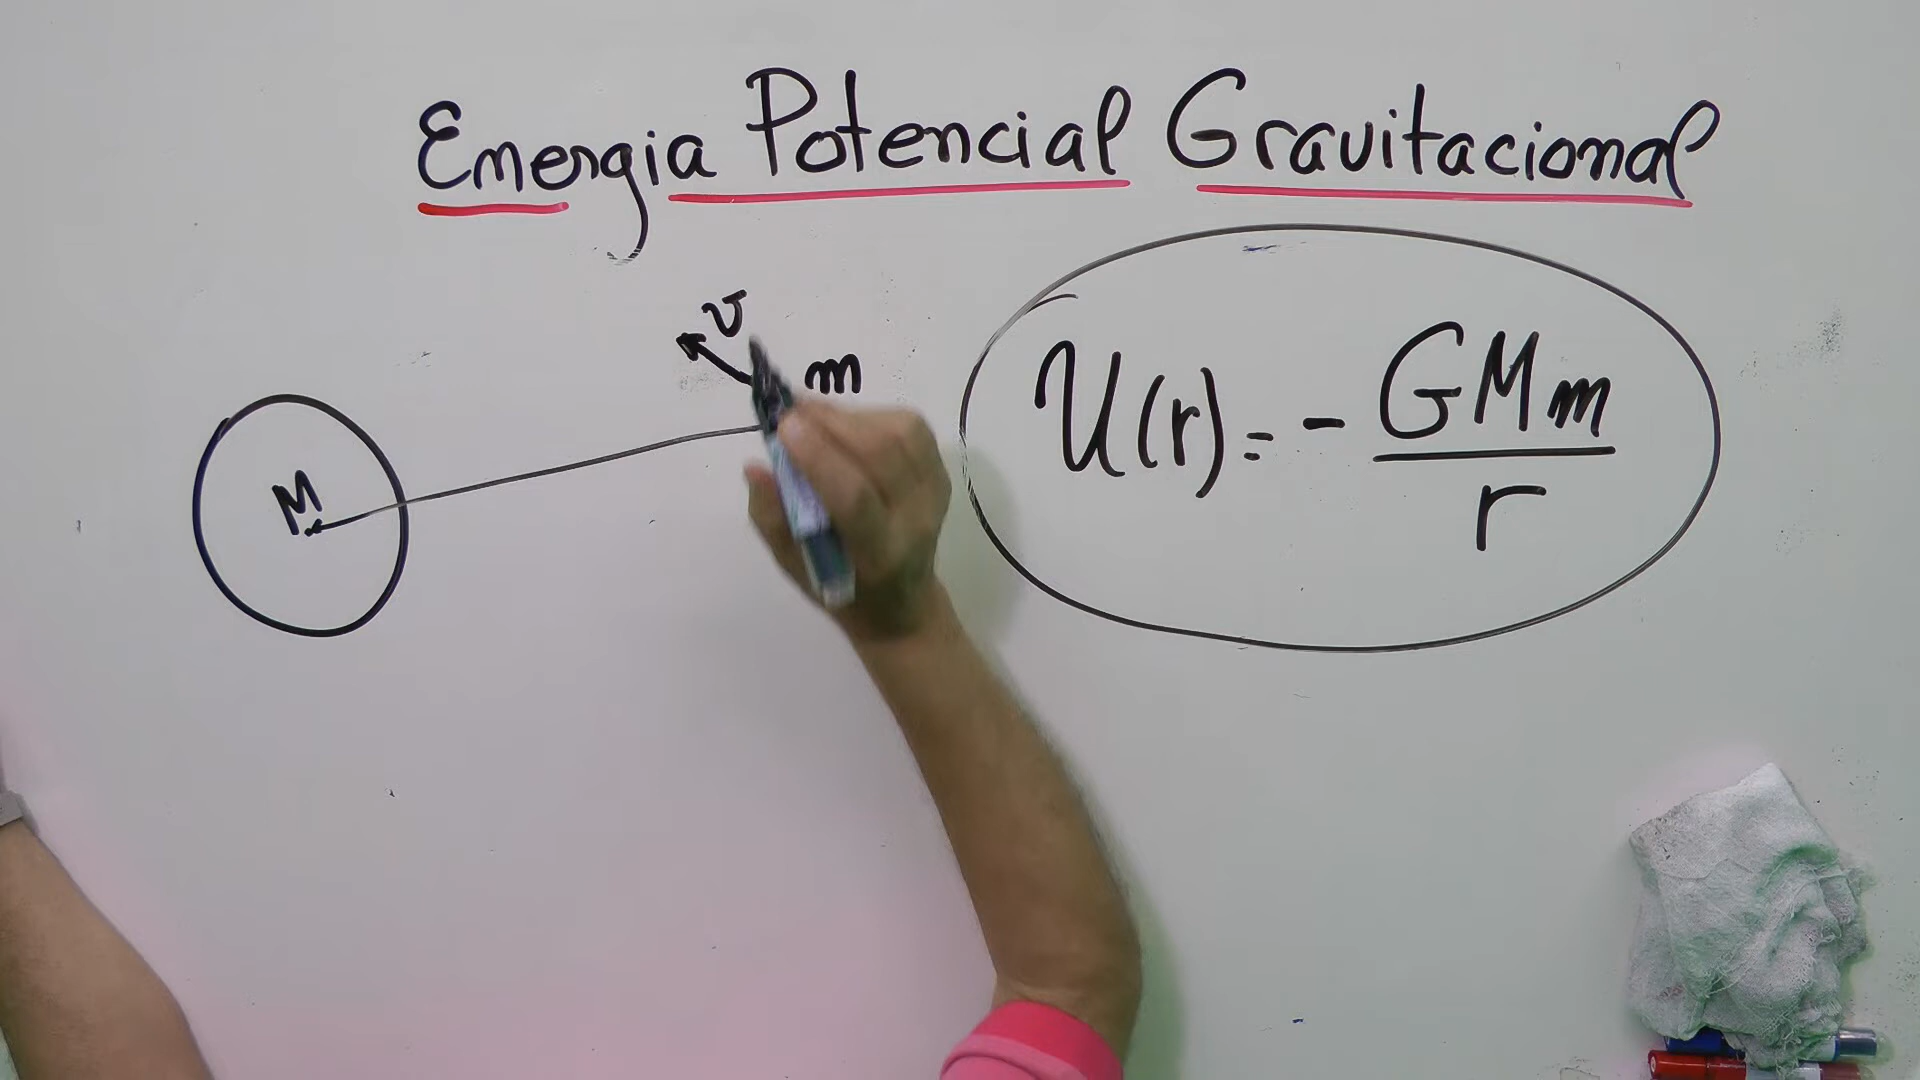 Energia Potencial Gravitacional
v
m
M
U(r) = - GMm / r